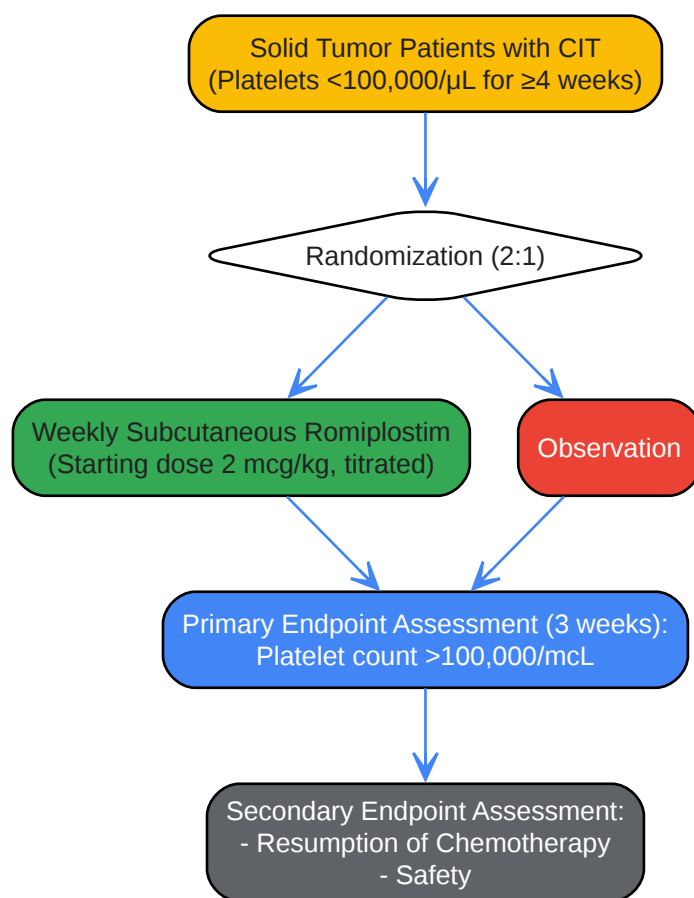 Solid Tumor Patients with CIT
(Platelets <100,000/μL for ≥4 weeks)
Randomization (2:1)
Weekly Subcutaneous Romiplostim
(Starting dose 2 mcg/kg, titrated)
Observation
Primary Endpoint Assessment (3 weeks):
Platelet count >100,000/mcL
Secondary Endpoint Assessment:
- Resumption of Chemotherapy
- Safety